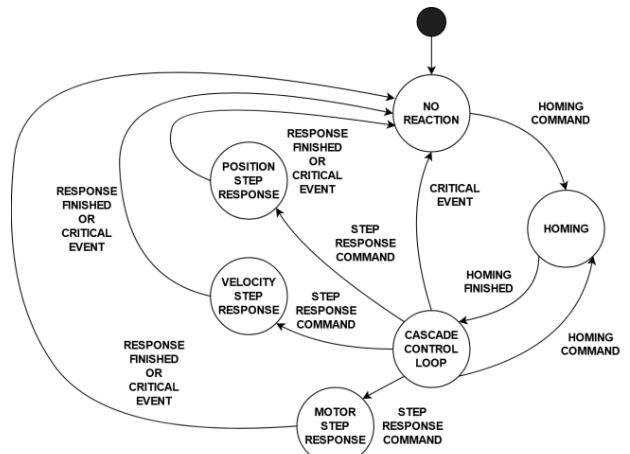 NO
REACTION
HOMING
COMMAND
RESPONSE
FINISHED
OR
CRITICAL
EVENT
POSITION
STEP
RESPONSE
CRITICAL
EVENT
RESPONSE
FINISHED
OR
CRITICAL
EVENT
HOMING
STEP
RESPONSE
COMMAND
HOMING
FINISHED
VELOCITY
STEP
RESPONSE
STEP
RESPONSE
COMMAND
CASCADE
CONTROL
LOOP
HOMING
COMMAND
RESPONSE
FINISHED
OR
CRITICAL
EVENT
MOTOR
STEP
RESPONSE
STEP
RESPONSE
COMMAND